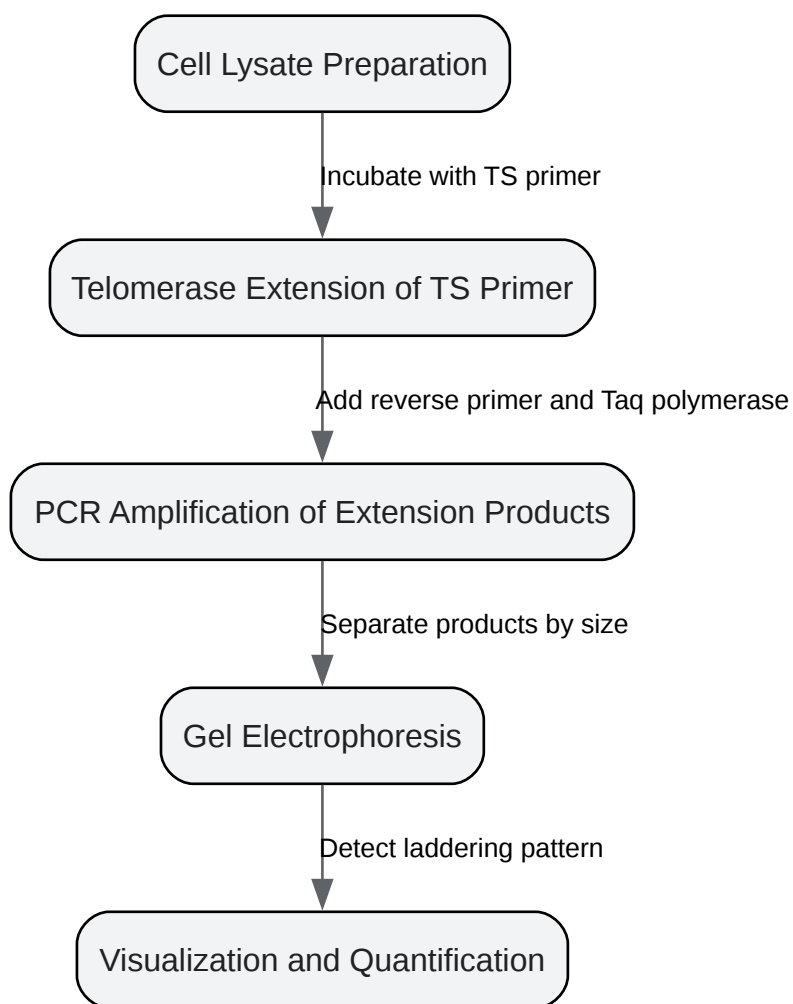 Cell Lysate Preparation
Incubate with TS primer
Telomerase Extension of TS Primer
Add reverse primer and Taq polymerase
PCR Amplification of Extension Products
Separate products by size
Gel Electrophoresis
Detect laddering pattern
Visualization and Quantification